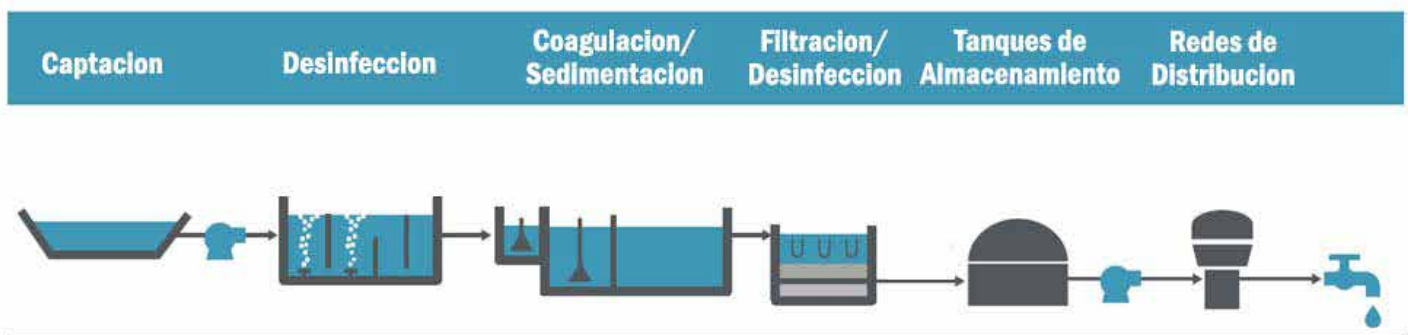 Captacion
Desinfeccion
Coagulacion/
Sedimentacion
Filtracion/
Desinfeccion
Tanques de
Almacenamiento
Redes de
Distribucion